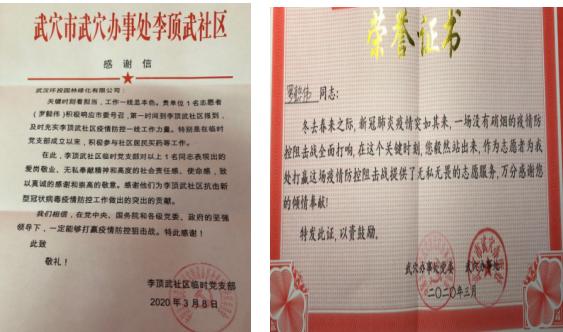 武穴市武穴办事处李顶武社区
感谢信
武汉环投园林绿化有限公司：
关键时刻看担当，工作一线显本色。贵单位1名志愿者
（罗毅伟）积极响应市委号召，第一时间到李顶武社区报到，
及时充实李顶武社区疫情防控一线工作力量。特别是在临时
党支部成立以来，积极参与社区居民买药等工作。
在此，李顶武社区临时党支部对以上1名同志表现出的
爱岗敬业、无私奉献精神和高度的社会责任感、使命感，致
以真诚的感谢和崇高的敬意。感谢他们为李顶武社区抗击新
型冠状病毒疫情防控工作做出的突出的贡献。
我们相信，在党中央、国务院和各级党委、政府的坚强
领导下，一定能够打赢疫情防控狙击战。特此感谢！
此致
敬礼！
李顶武社区临时党支部
2020年3月8日
荣誉证书
罗毅伟 同志：
冬去春来之际，新冠肺炎疫情突如其来，一场没有硝烟的疫情防
控阻击战全面打响，在这个关键时刻，您毅然站出来，作为志愿者为我
处打赢这场疫情防控阻击战提供了无私无畏的志愿服务，万分感谢您
的倾情奉献！
特发此证，以资鼓励。
武穴办事处党委 武穴办事处
二〇二〇年三月